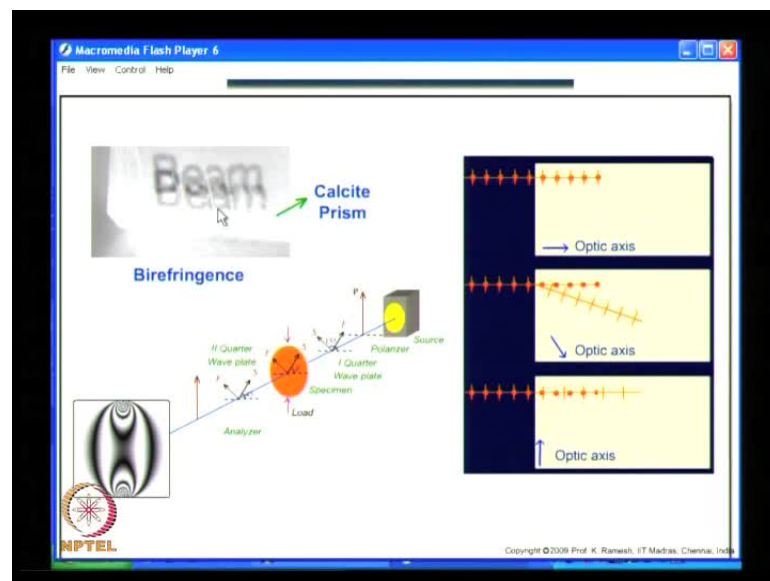 Macromedia Flash Player 6
File View Control Help
Beam
Beam
Calcite
Prism
Birefringence
Optic axis
Optic axis
Optic axis
P
Source
Polarizer
I Quarter
Wave plate
Specimen
Load
II Quarter
Wave plate
Analyzer
A
F
S
F
S
S
F
NPTEL
Copyright ©2009 Prof. K. Ramesh, IIT Madras, Chennai, India